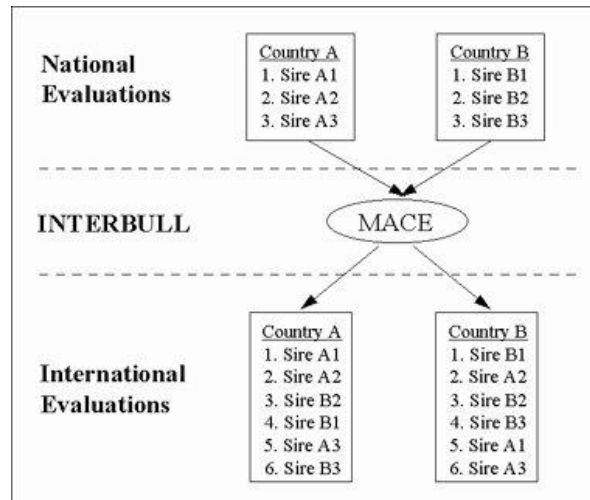 National
Evaluations
Country A
1. Sire A1
2. Sire A2
3. Sire A3
Country B
1. Sire B1
2. Sire B2
3. Sire B3
INTERBULL
MACE
International
Evaluations
Country A
1. Sire A1
2. Sire A2
3. Sire B2
4. Sire B1
5. Sire A3
6. Sire B3
Country B
1. Sire B1
2. Sire A2
3. Sire B2
4. Sire B3
5. Sire A1
6. Sire A3